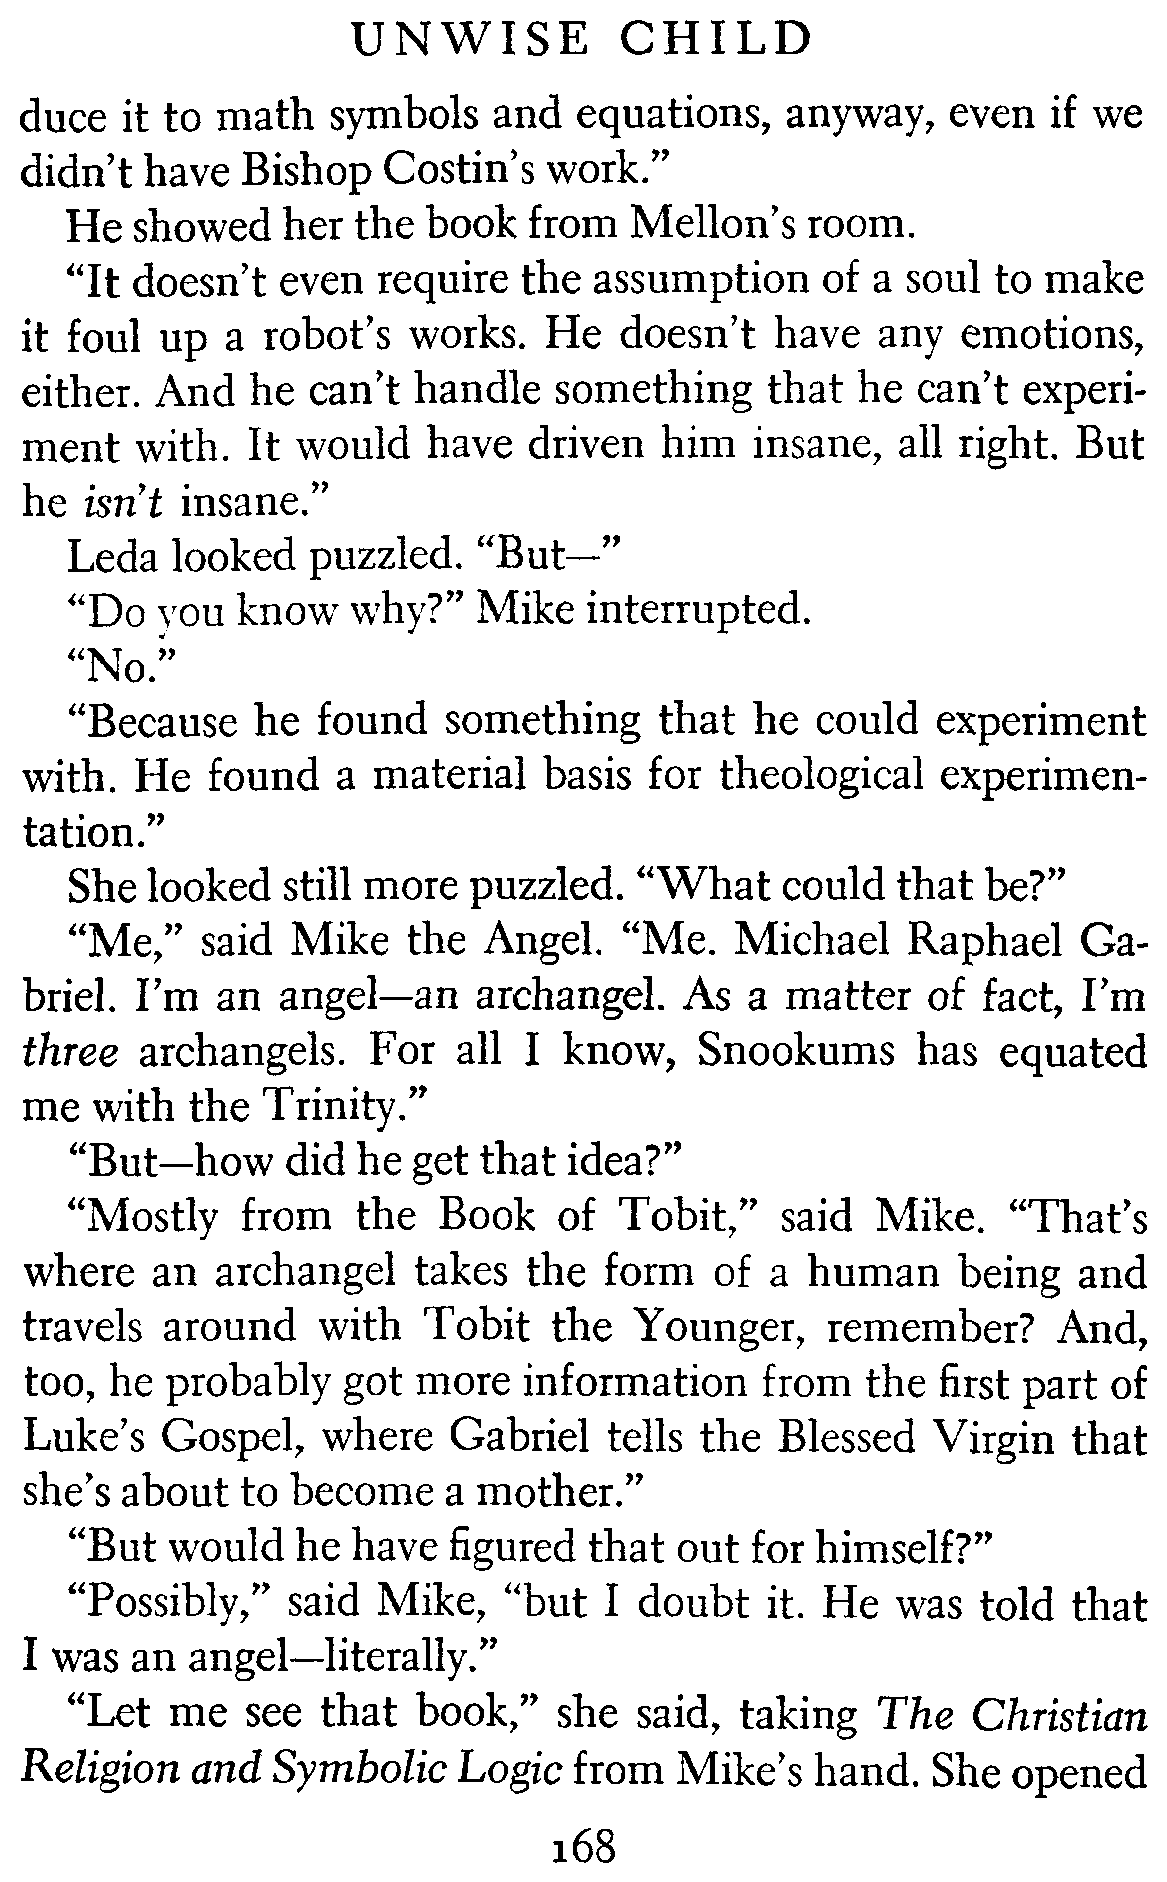 UNWISE CHILD
duce it to math symbols and equations, anyway, even if we
didn't have Bishop Costin's work.”
He showed her the book from Mellon's room.
“It doesn't even require the assumption of a soul to make
it foul up a robot's works. He doesn't have any emotions,
either. And he can't handle something that he can't experi-
ment with. It would have driven him insane, all right. But
he isn't insane.”
Leda looked puzzled. “But—”
“Do you know why?” Mike interrupted.
“No.”
“Because he found something that he could experiment
with. He found a material basis for theological experimen-
tation.”
She looked still more puzzled. “What could that be?”
“Me,” said Mike the Angel. “Me. Michael Raphael Ga-
briel. I'm an angel—an archangel. As a matter of fact, I'm
three archangels. For all I know, Snookums has equated
me with the Trinity.”
“But—how did he get that idea?”
“Mostly from the Book of Tobit,” said Mike. “That's
where an archangel takes the form of a human being and
travels around with Tobit the Younger, remember? And,
too, he probably got more information from the first part of
Luke's Gospel, where Gabriel tells the Blessed Virgin that
she's about to become a mother.”
“But would he have figured that out for himself?”
“Possibly,” said Mike, “but I doubt it. He was told that
I was an angel—literally.”
“Let me see that book,” she said, taking The Christian
Religion and Symbolic Logic from Mike's hand. She opened
168